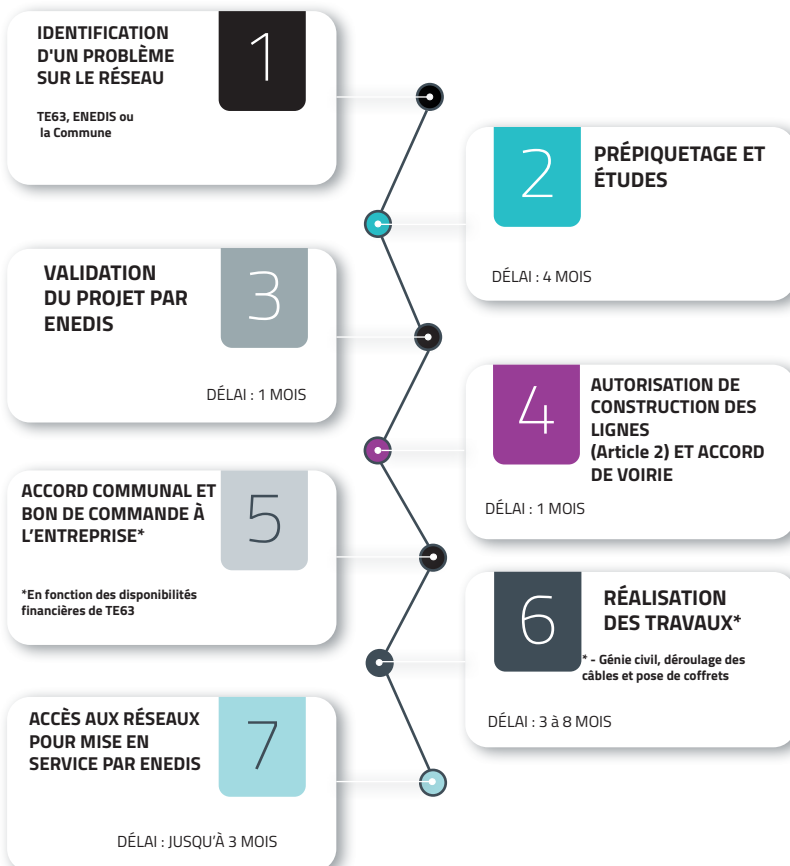 IDENTIFICATION
D'UN PROBLÈME
SUR LE RÉSEAU
1
TE63, ENEDIS ou
la Commune
2
PRÉPIQUETAGE ET
ÉTUDES
DÉLAI : 4 MOIS
VALIDATION
DU PROJET PAR
ENEDIS
3
DÉLAI : 1 MOIS
4
AUTORISATION DE
CONSTRUCTION DES
LIGNES
(Article 2) ET ACCORD
DE VOIRIE
DÉLAI : 1 MOIS
ACCORD COMMUNAL ET
BON DE COMMANDE À
L’ENTREPRISE*
5
*En fonction des disponibilités
financières de TE63
6
RÉALISATION
DES TRAVAUX*
* - Génie civil, déroulage des
câbles et pose de coffrets
DÉLAI : 3 à 8 MOIS
ACCÈS AUX RÉSEAUX
POUR MISE EN
SERVICE PAR ENEDIS
7
DÉLAI : JUSQU’À 3 MOIS